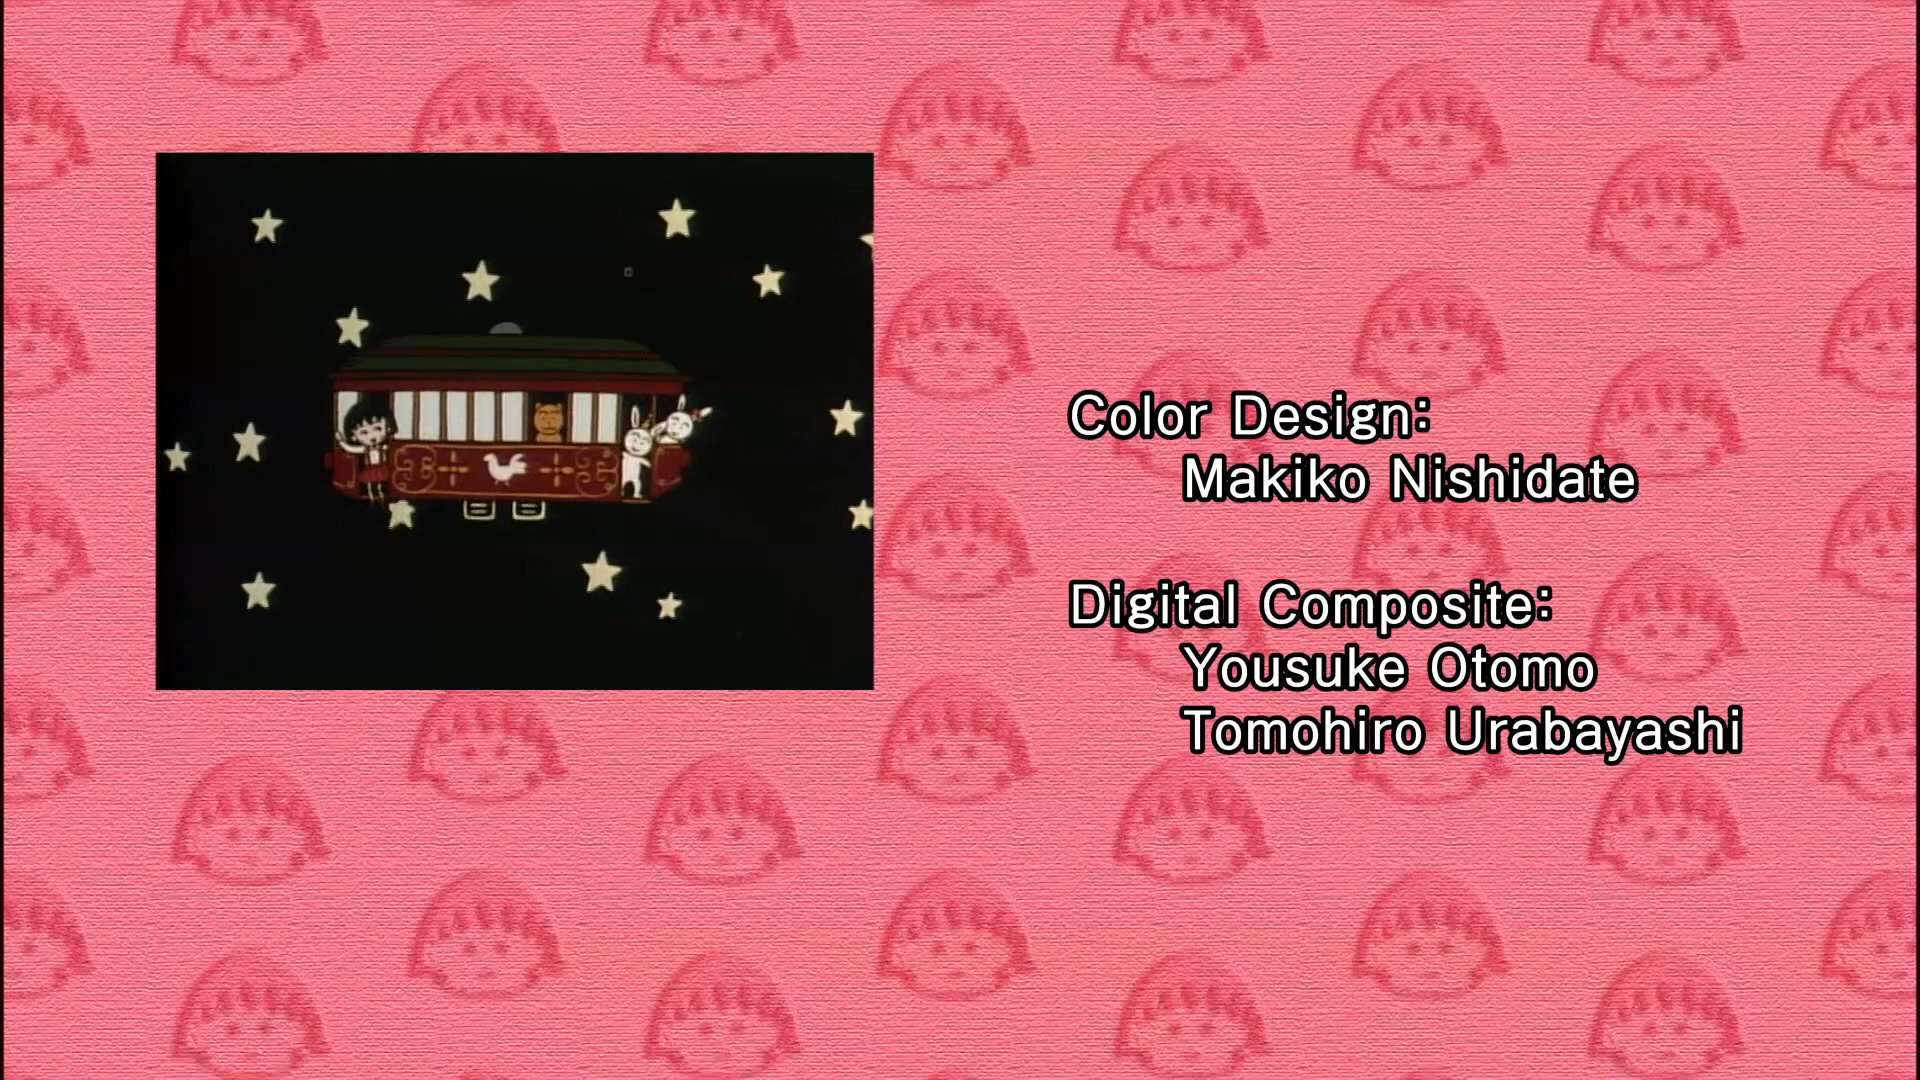 Color Design:
Makiko Nishidate
Digital Composite:
Yousuke Otomo
Tomohiro Urabayashi